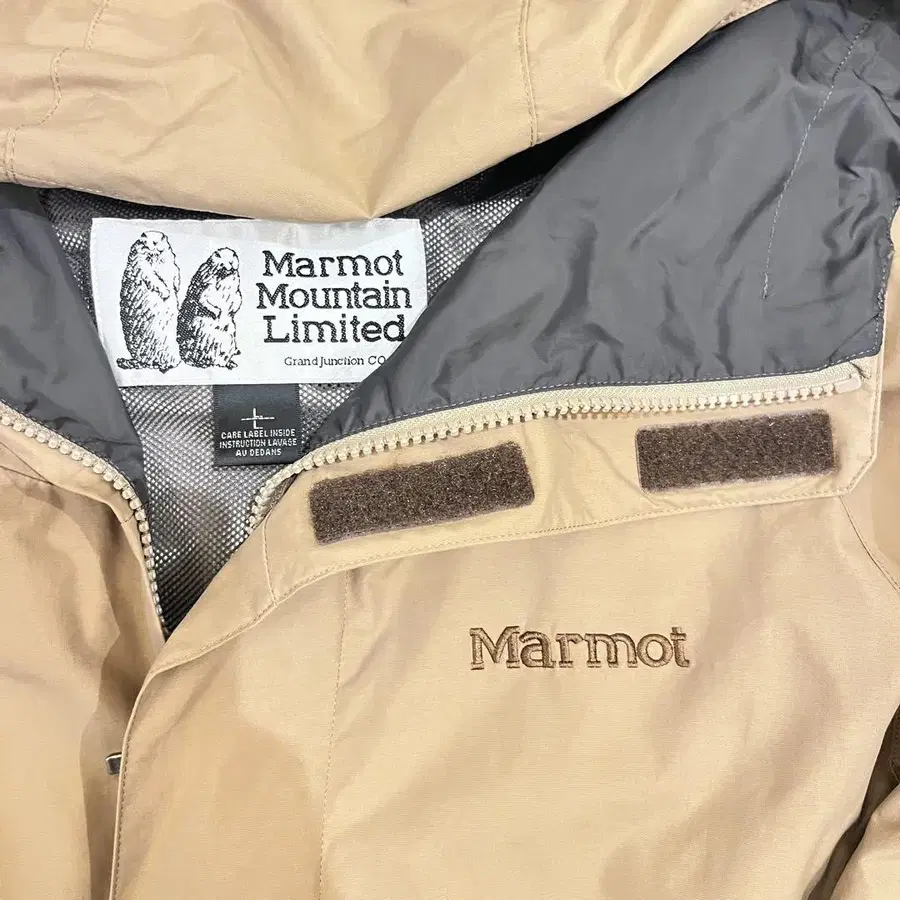 Marmot
Mountain
Limited
Grand Junction CO
L
CARE LABEL INSIDE
INSTRUCTION LAVAGE
AU DEDANS
Marmot